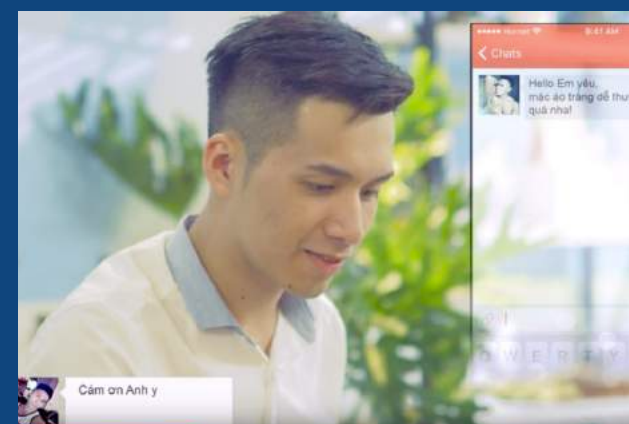 9:41 AM
Chats
Hello Em yêu,
mặc áo trắng dễ thư
quá nha!
Q W E R T Y
Cám ơn Anh y